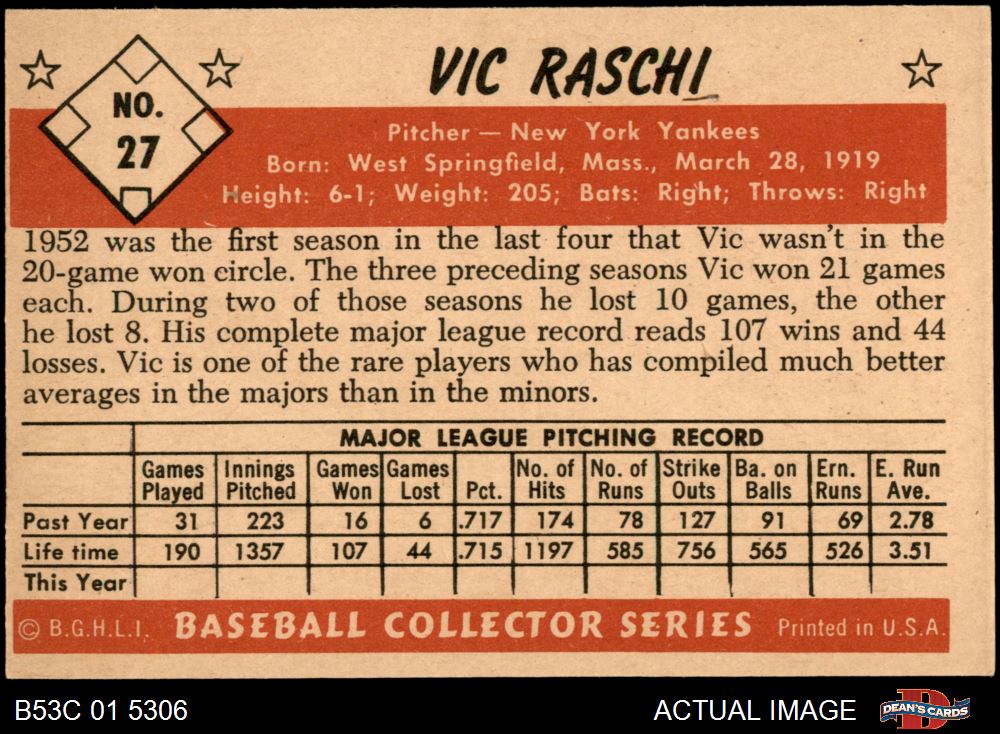 VIC RASCHI
NO.
27
Pitcher — New York Yankees
Born: West Springfield, Mass., March 28, 1919
Height: 6-1; Weight: 205; Bats: Right; Throws: Right
1952 was the first season in the last four that Vic wasn't in the
20-game won circle. The three preceding seasons Vic won 21 games
each. During two of those seasons he lost 10 games, the other
he lost 8. His complete major league record reads 107 wins and 44
losses. Vic is one of the rare players who has compiled much better
averages in the majors than in the minors.
MAJOR LEAGUE PITCHING RECORD
Games Played Innings Pitched Games Won Games Lost Pct. No. of Hits No. of Runs Strike Outs Ba. on Balls Ern. Runs E. Run Ave.
Past Year 31 223 16 6 .717 174 78 127 91 69 2.78
Life time 190 1357 107 44 .715 1197 585 756 565 526 3.51
This Year
© B.G.H.L.I. BASEBALL COLLECTOR SERIES Printed in U.S.A.
B53C 01 5306 ACTUAL IMAGE DEAN'S CARDS